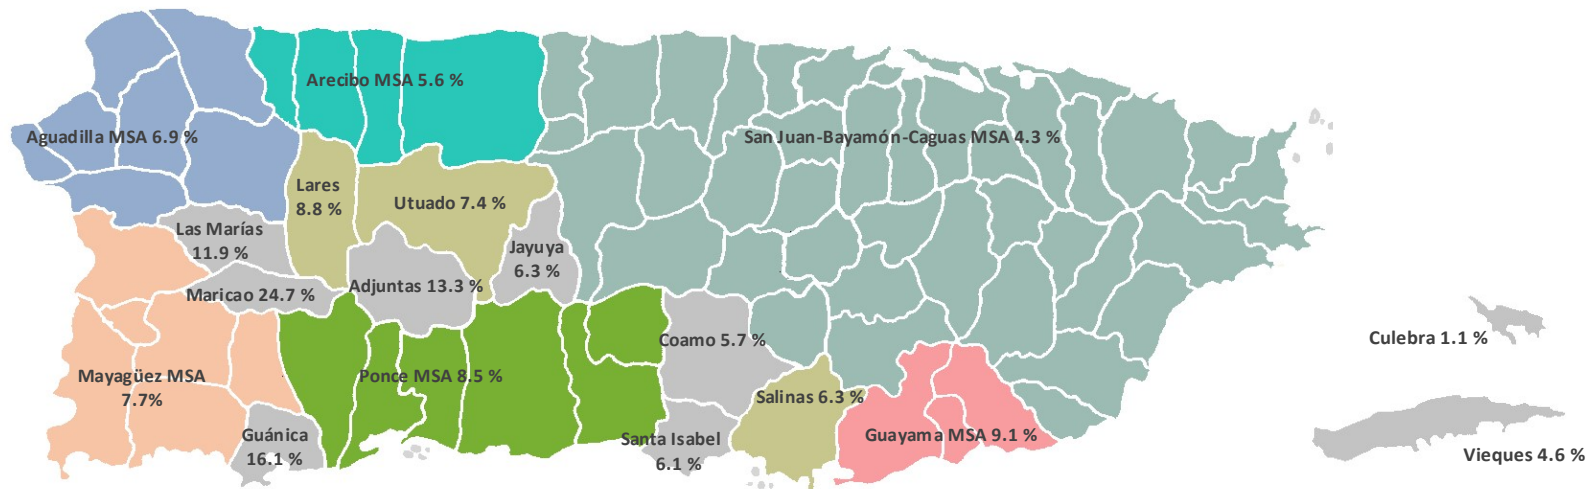 Arecibo MSA 5.6 %
Aguadilla MSA 6.9 %
San Juan-Bayamón-Caguas MSA 4.3 %
Lares
8.8 %
Utuado 7.4 %
Las Marías
11.9 %
Jayuya
6.3 %
Adjuntas 13.3 %
Maricao 24.7 %
Coamo 5.7 %
Culebra 1.1 %
Mayagüez MSA
7.7%
Ponce MSA 8.5 %
Salinas 6.3 %
Guánica
16.1 %
Santa Isabel
6.1 %
Guayama MSA 9.1 %
Vieques 4.6 %